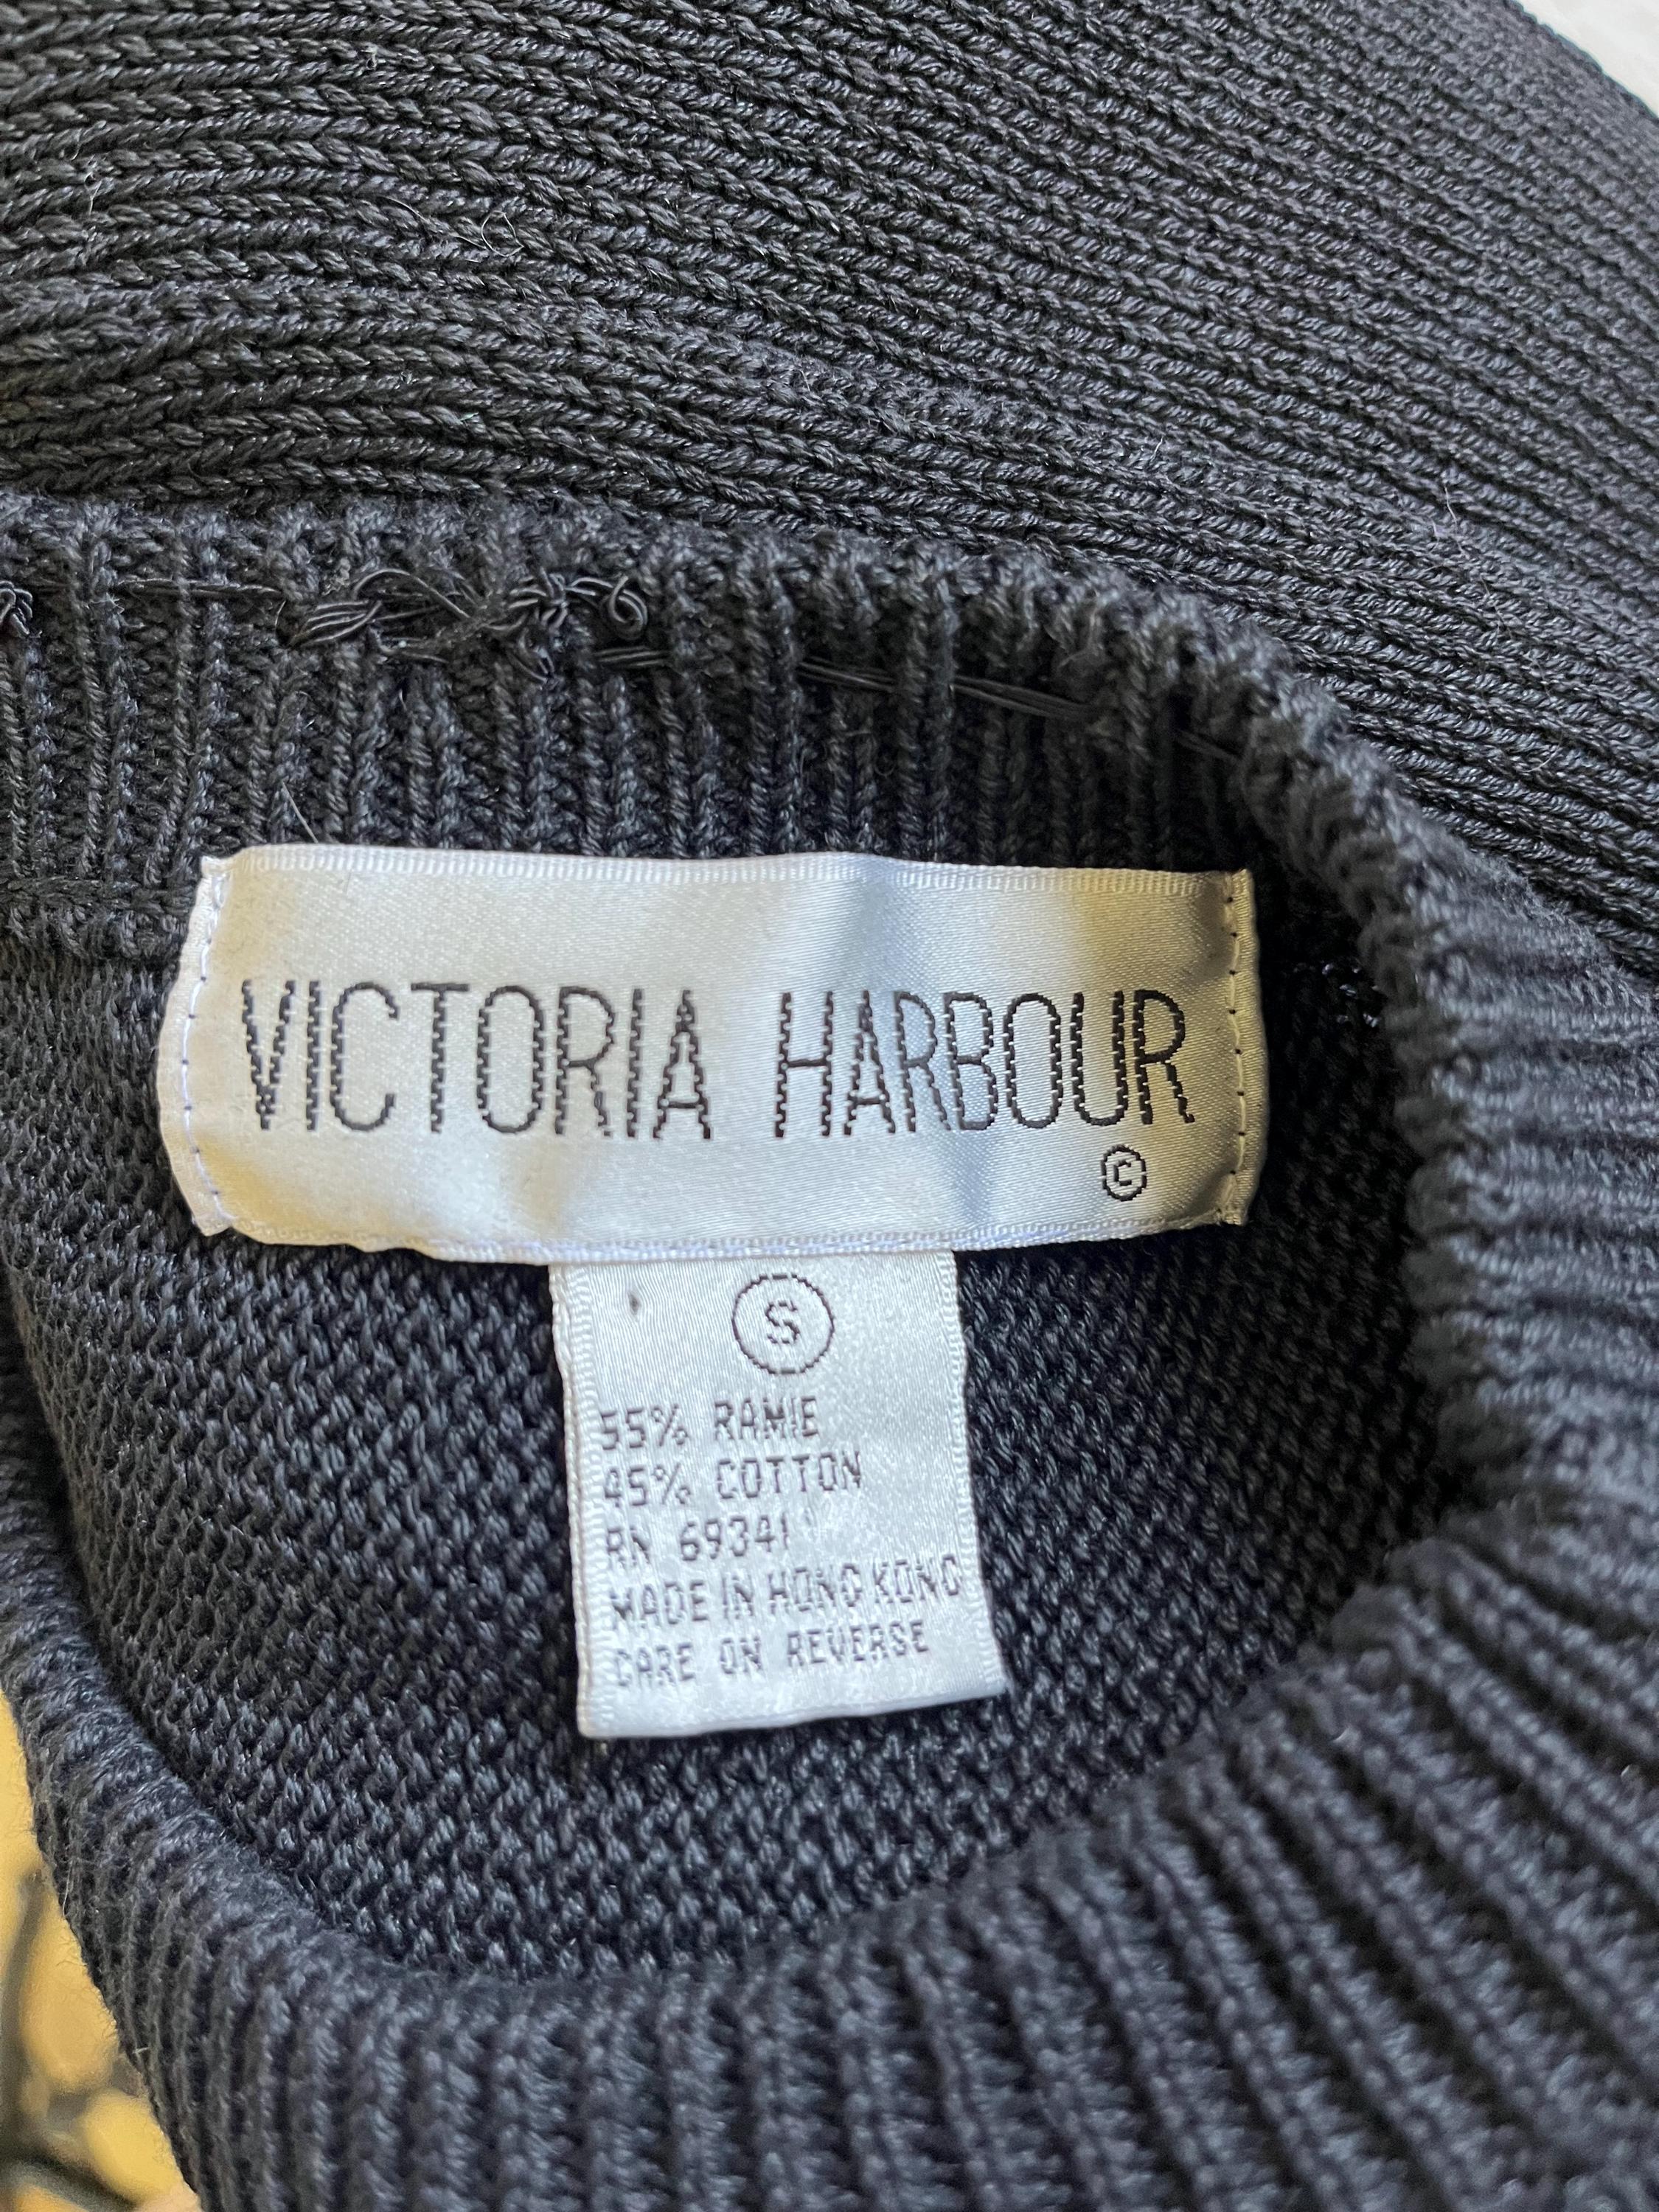 VICTORIA HARBOUR
©
S
55% RAMIE
45% COTTON
RN 69341
MADE IN HONG KONG
CARE ON REVERSE